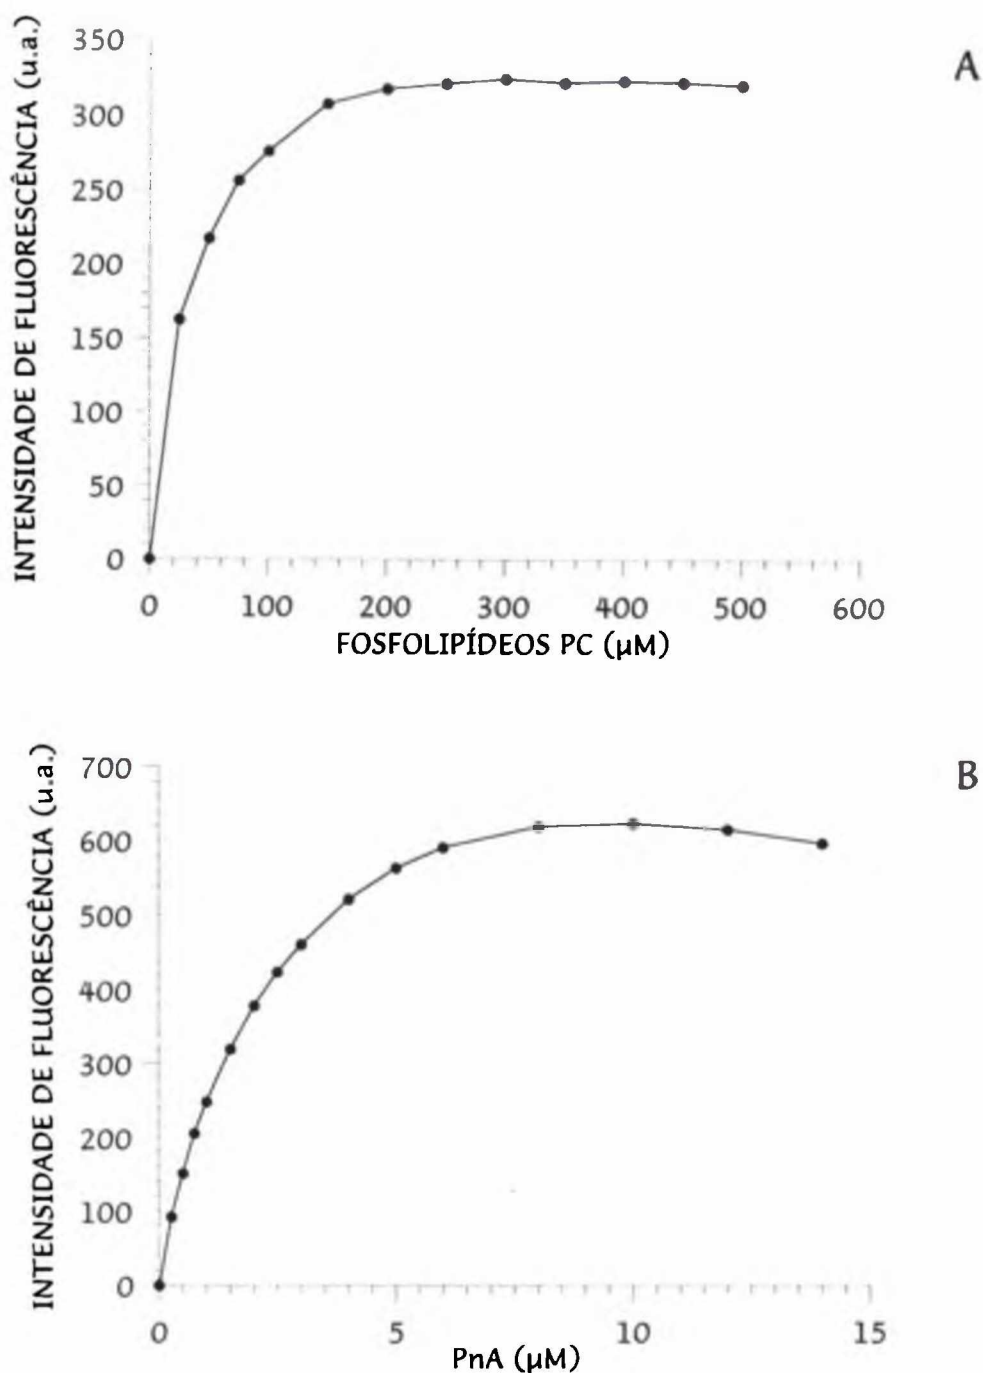 A
INTENSIDADE DE FLUORESCÊNCIA (u.a.)
350
300
250
200
150
100
50
0
0 100 200 300 400 500 600
FOSFOLIPÍDEOS PC (µM)
B
INTENSIDADE DE FLUORESCÊNCIA (u.a.)
700
600
500
400
300
200
100
0
0 5 10 15
PnA (µM)